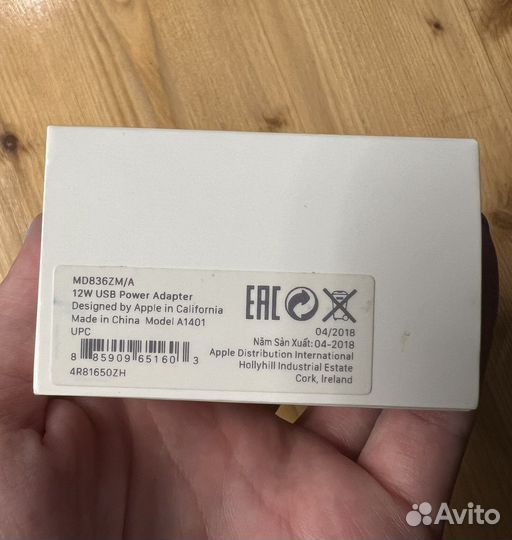 MD836ZM/A
12W USB Power Adapter
Designed by Apple in California
Made in China Model A1401
UPC
8 85909 65160 3
4R81650ZH
EAC
04/2018
Năm Sản Xuất: 04-2018
Apple Distribution International
Hollyhill Industrial Estate
Cork, Ireland
Avito